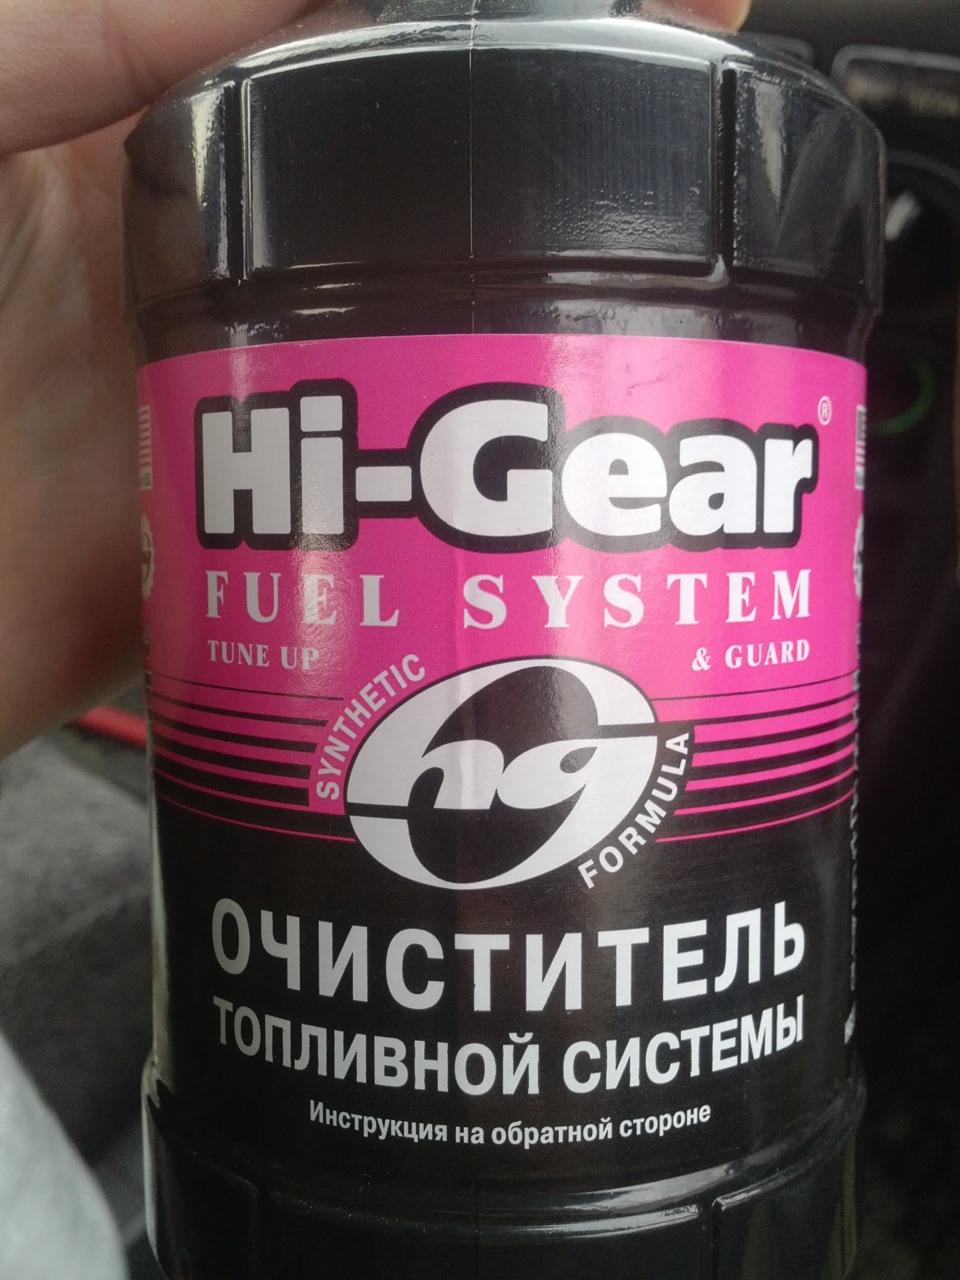 Hi-Gear®
FUEL SYSTEM
TUNE UP & GUARD
SYNTHETIC
hg
FORMULA
ОЧИСТИТЕЛЬ
ТОПЛИВНОЙ СИСТЕМЫ
Инструкция на обратной стороне